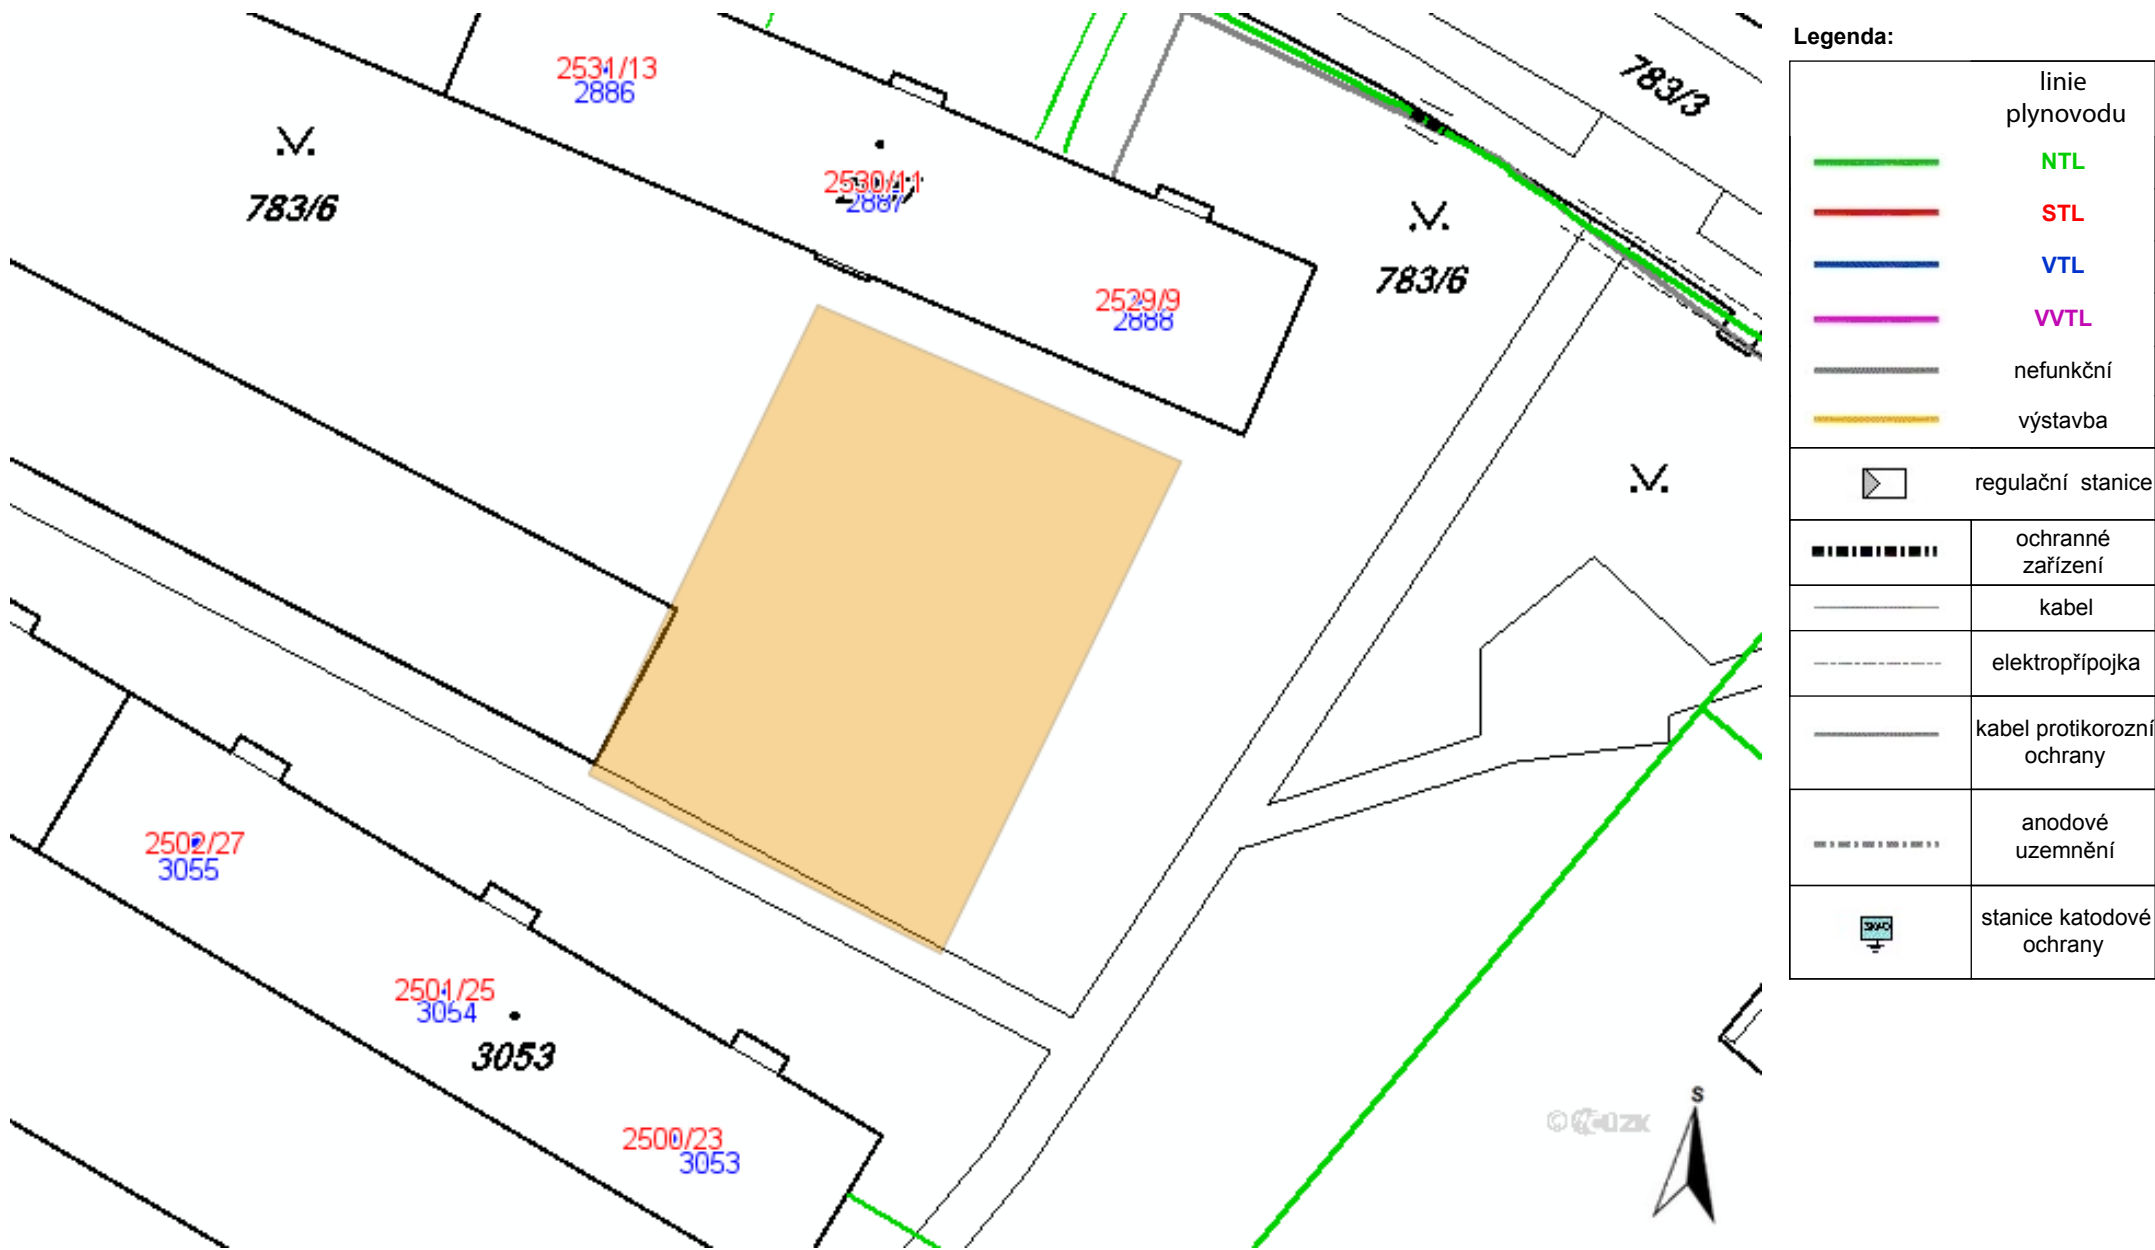 2531/13
2886
783/6
2530/11
2887
2529/9
2888
783/6
783/3
2502/27
3055
2501/25
3054
3053
2500/23
3053
S
Legenda:
linie
plynovodu
NTL
STL
VTL
VVTL
nefunkční
výstavba
regulační stanice
ochranné
zařízení
kabel
elektropřípojka
kabel protikorozní
ochrany
anodové
uzemnění
stanice katodové
ochrany